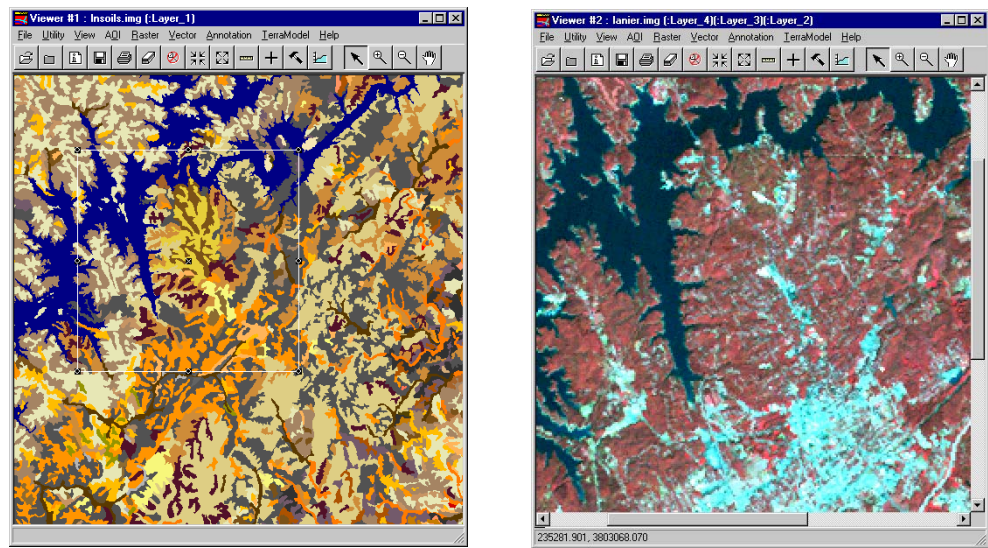 Viewer #1 : lnsoils.img (:Layer_1)
File Utility View AOI Raster Vector Annotation TerraModel Help
Viewer #2 : lanier.img (:Layer_4)(:Layer_3)(:Layer_2)
File Utility View AOI Raster Vector Annotation TerraModel Help
235281.901, 3803068.070